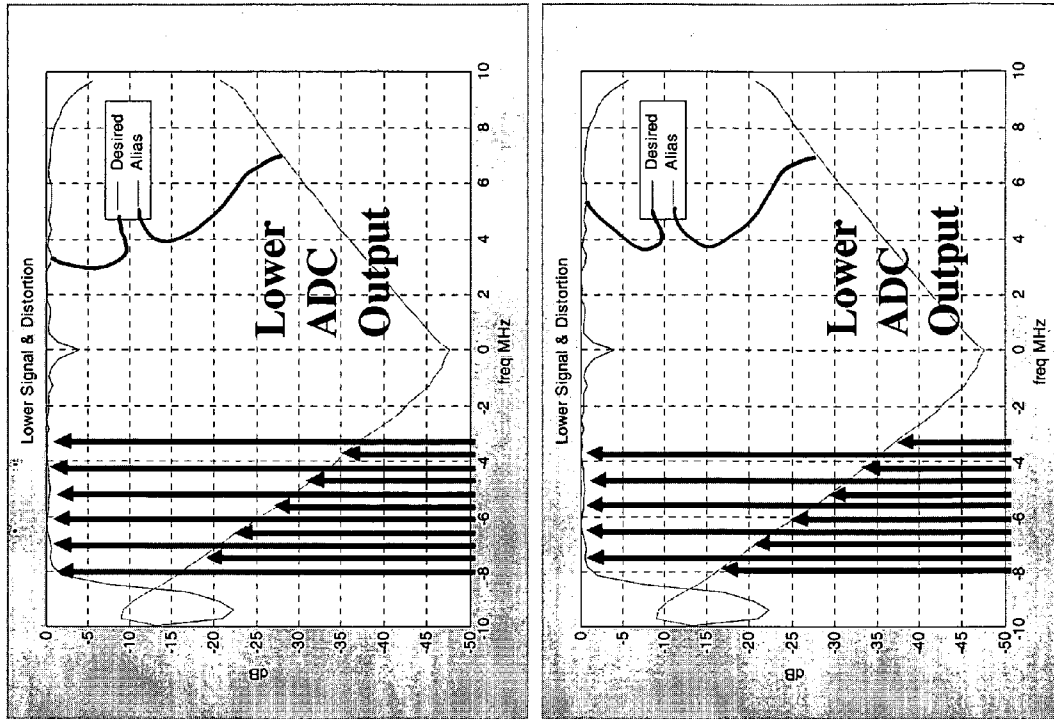 Lower Signal & Distortion
0
-5
-10
-15
-20
-25
-30
-35
-40
-45
-50
dB
-10
-8
-6
-4
-2
0
2
4
6
8
10
freq MHz
Desired
Alias
Lower
ADC
Output
Lower Signal & Distortion
0
-5
-10
-15
-20
-25
-30
-35
-40
-45
-50
dB
-10
-8
-6
-4
-2
0
2
4
6
8
10
freq MHz
Desired
Alias
Lower
ADC
Output